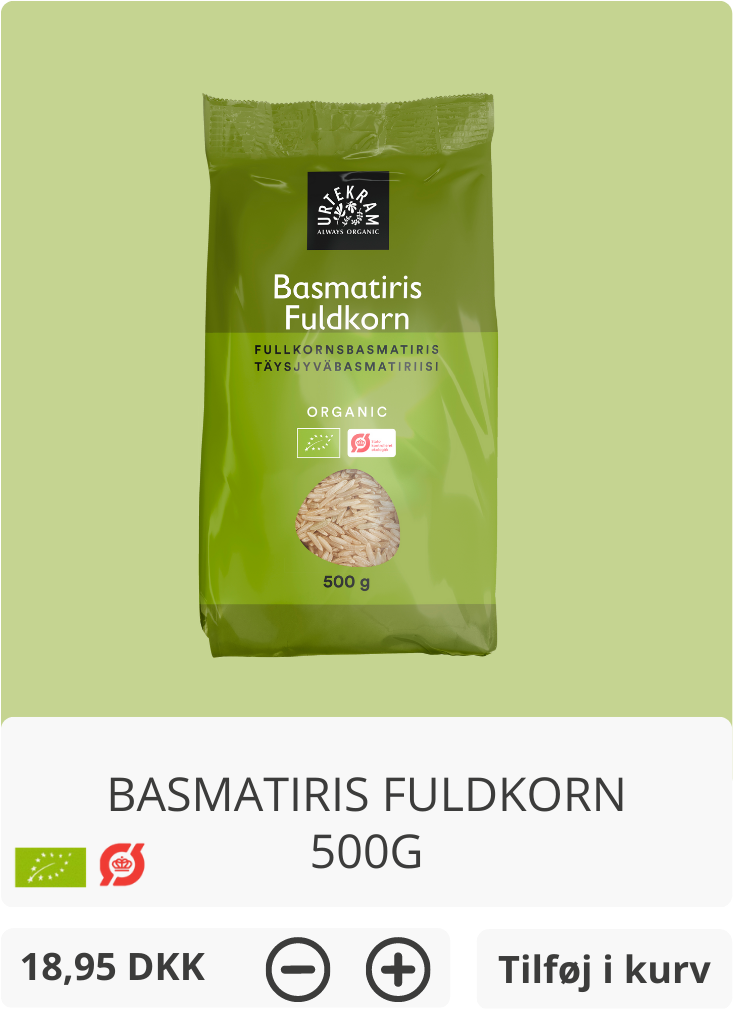 URTEKRAM
ALWAYS ORGANIC
Basmatiris
Fuldkorn
FULLKORNSBASMATIRIS
TÄYSJYVÄBASMATIRIISI
ORGANIC
500 g
BASMATIRIS FULDKORN
500G
18,95 DKK
Tilføj i kurv